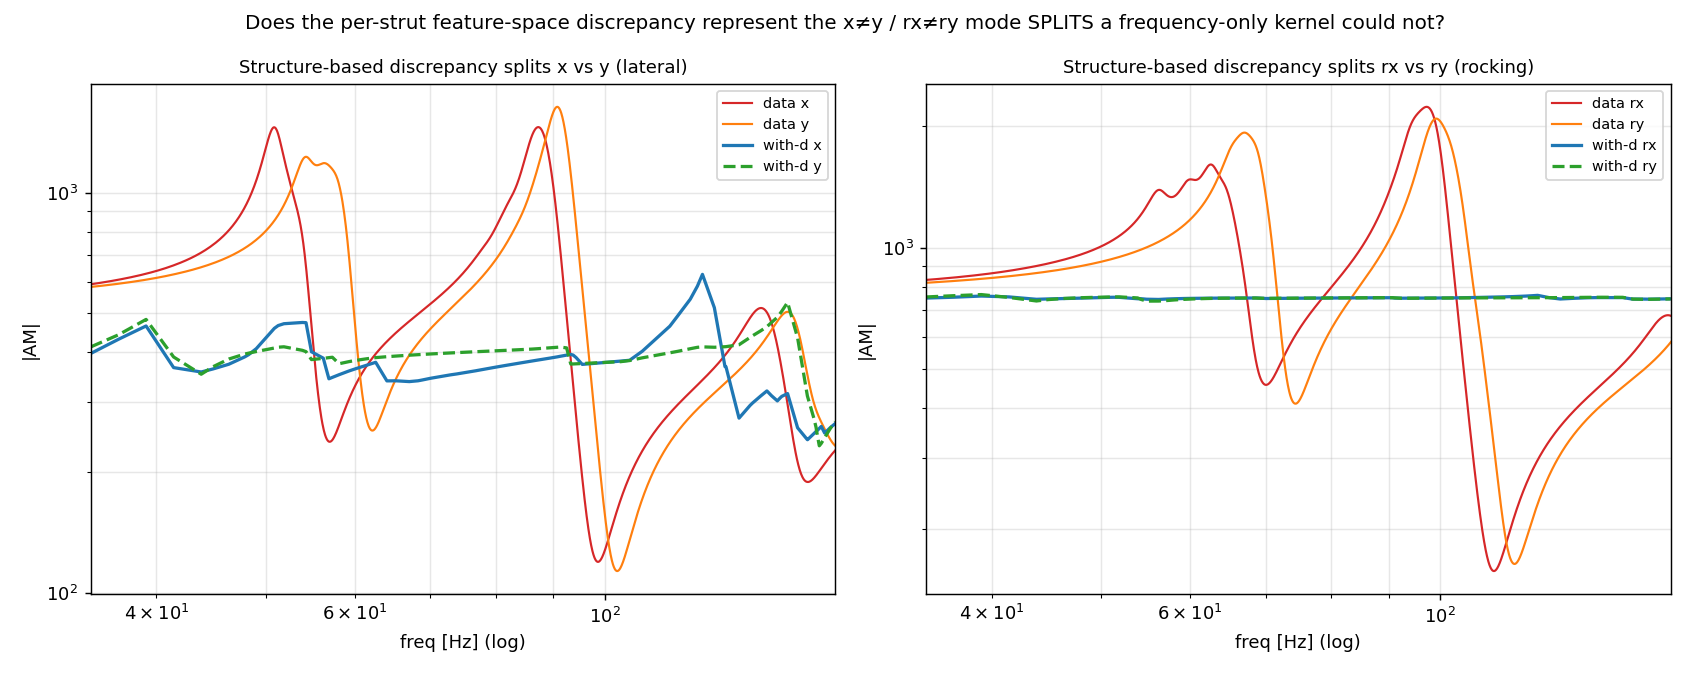 Does the per-strut feature-space discrepancy represent the x≠y / rx≠ry mode SPLITS a frequency-only kernel could not?
Structure-based discrepancy splits x vs y (lateral)
data x
data y
with-d x
with-d y
|AM|
10³
10²
4 × 10¹
6 × 10¹
10²
freq [Hz] (log)
Structure-based discrepancy splits rx vs ry (rocking)
data rx
data ry
with-d rx
with-d ry
|AM|
10³
4 × 10¹
6 × 10¹
10²
freq [Hz] (log)